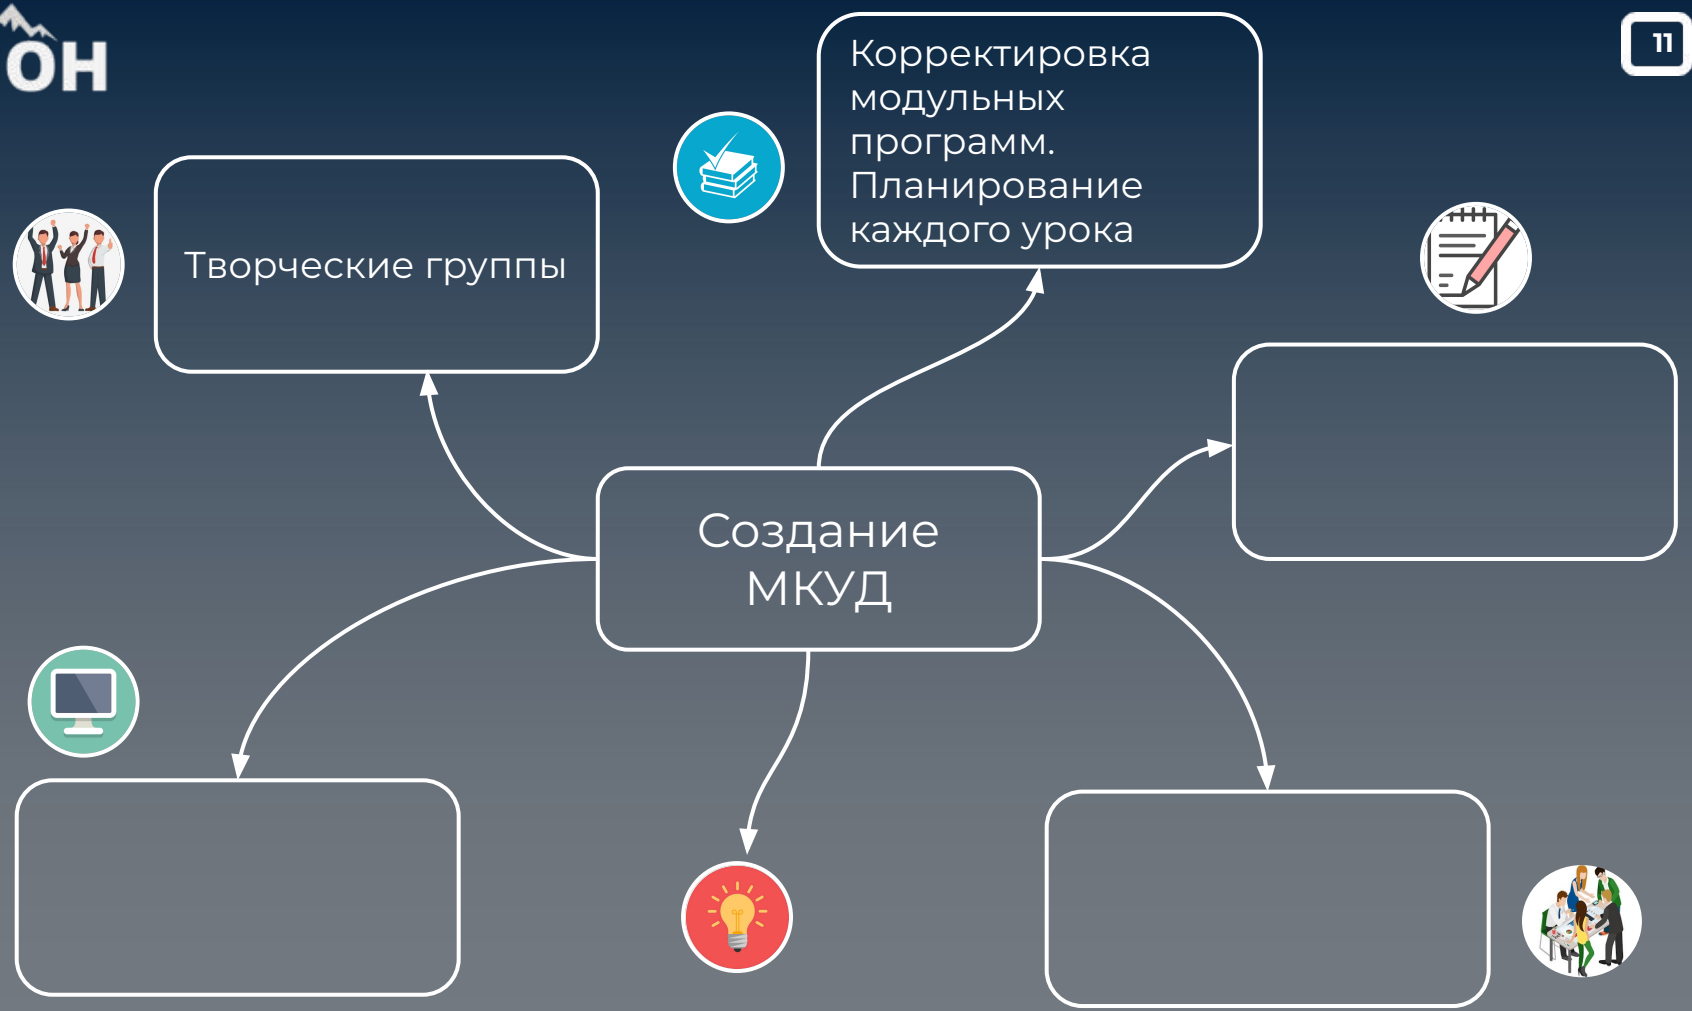 ОН
11
Корректировка
модульных
программ.
Планирование
каждого урока
Творческие группы
Создание
МКУД